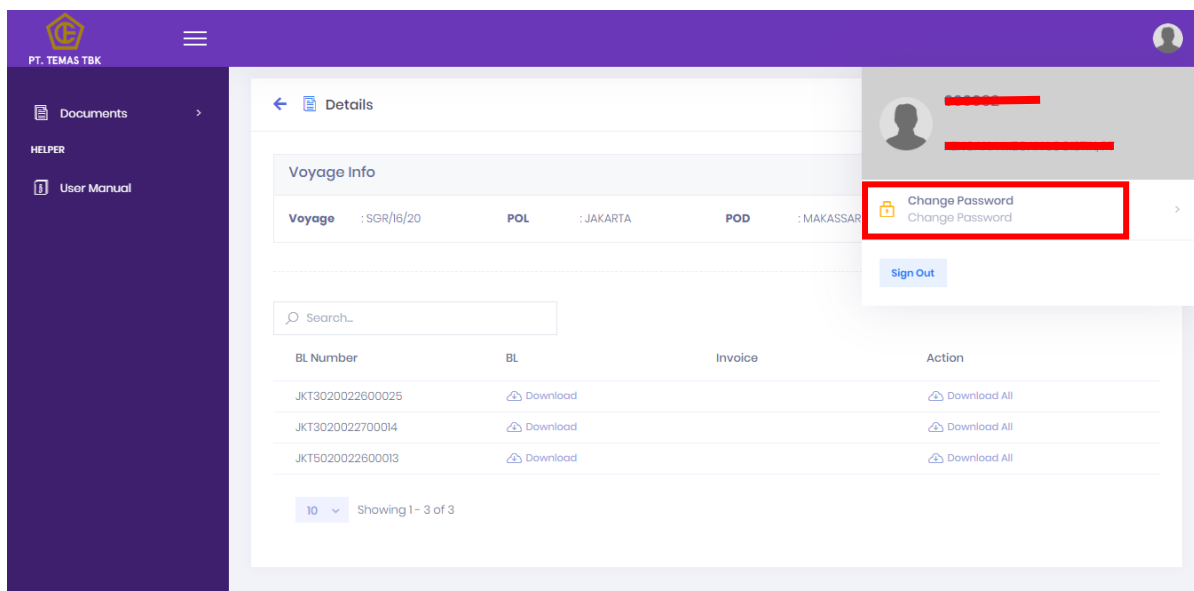 PT. TEMAS TBK
Documents
HELPER
User Manual
Details
Voyage Info
Voyage : SGR/16/20 POL : JAKARTA POD : MAKASSAR
Change Password
Change Password
Sign Out
Search...
BL Number BL Invoice Action
JKT3020022600025 Download Download All
JKT3020022700014 Download Download All
JKT5020022600013 Download Download All
10 Showing 1 - 3 of 3